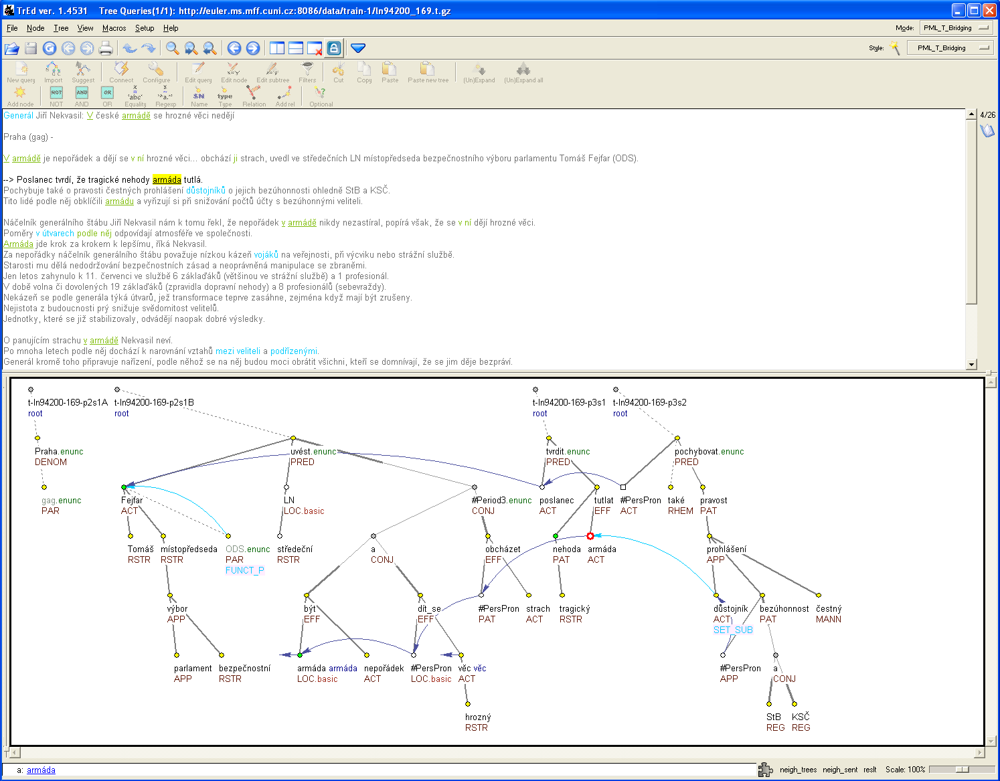 TrEd ver. 1.4531 Tree Queries(1/1): http://euler.ms.mff.cuni.cz:8086/data/train-1/ln94200_169.t.gz
File Node Tree View Macros Setup Help Mode: PML_T_Bridging
Style: PML_T_Bridging
New query Import Suggest Connect Configure Edit query Edit node Edit subtree Filters Cut Copy Paste Paste new tree (Un)Expand (Un)Expand all
NOT AND OR =abc type
Add node NOT AND OR Equality Regexp Name Type Relation Add rel Optional
Generál Jiří Nekvasil: V české armádě se hrozné věci nedějí
4/26
Praha (gag) -
V armádě je nepořádek a dějí se v ní hrozné věci... obchází ji strach, uvedl ve středečních LN místopředseda bezpečnostního výboru parlamentu Tomáš Fejfar (ODS).
--> Poslanec tvrdí, že tragické nehody armáda tutlá.
Pochybuje také o pravosti čestných prohlášení důstojníků o jejich bezúhonnosti ohledně StB a KSČ.
Tito lidé podle něj obklíčili armádu a vyřizují si při snižování počtů účty s bezúhonnými veliteli.
Náčelník generálního štábu Jiří Nekvasil nám k tomu řekl, že nepořádek v armádě nikdy nezastíral, popírá však, že se v ní dějí hrozné věci.
Poměry v útvarech podle něj odpovídají atmosféře ve společnosti.
Armáda jde krok za krokem k lepšímu, říká Nekvasil.
Za nepořádky náčelník generálního štábu považuje nízkou kázeň vojáků na veřejnosti, při výcviku nebo strážní službě.
Starosti mu dělá nedodržování bezpečnostních zásad a neoprávněná manipulace se zbraněmi.
Jen letos zahynulo k 11. červenci ve službě 6 základáků (většinou ve strážní službě) a 1 profesionál.
V době volna či dovolených 19 základáků (zpravidla dopravní nehody) a 8 profesionálů (sebevraždy).
Nekázeň se podle generála týká útvarů, jež transformace teprve zasáhne, zejména když mají být zrušeny.
Nejistota z budoucnosti prý snižuje svědomitost velitelů.
Jednotky, které se již stabilizovaly, odvádějí naopak dobré výsledky.
O panujícím strachu v armádě Nekvasil neví.
Po mnoha letech podle něj dochází k narovnání vztahů mezi veliteli a podřízenými.
Generál kromě toho připravuje nařízení, podle něhož se na něj budou moci obrátit všichni, kteří se domnívají, že se jim děje bezpráví.
t-ln94200-169-p2s1A t-ln94200-169-p2s1B t-ln94200-169-p3s1 t-ln94200-169-p3s2
root root root root
Praha.enunc uvést.enunc tvrdit.enunc pochybovat.enunc
DENOM PRED PRED PRED
gag.enunc Fejfar LN #Period3.enunc poslanec tutlat #PersPron také pravost
PAR ACT LOC.basic CONJ ACT EFF ACT RHEM PAT
Tomáš místopředseda ODS.enunc středeční a obcházet nehoda armáda prohlášení
RSTR RSTR PAR RSTR CONJ EFF PAT ACT APP
FUNCT_P
výbor být dít_se #PersPron strach tragický důstojník bezúhonnost čestný
APP EFF EFF PAT ACT RSTR ACT PAT MANN
SET_SUB
parlament bezpečnostní armáda armáda nepořádek #PersPron věc věc #PersPron a
APP RSTR LOC.basic ACT LOC.basic ACT APP CONJ
hrozný StB KSČ
RSTR REG REG
a: armáda neigh_trees neigh_sent reslt Scale: 100%